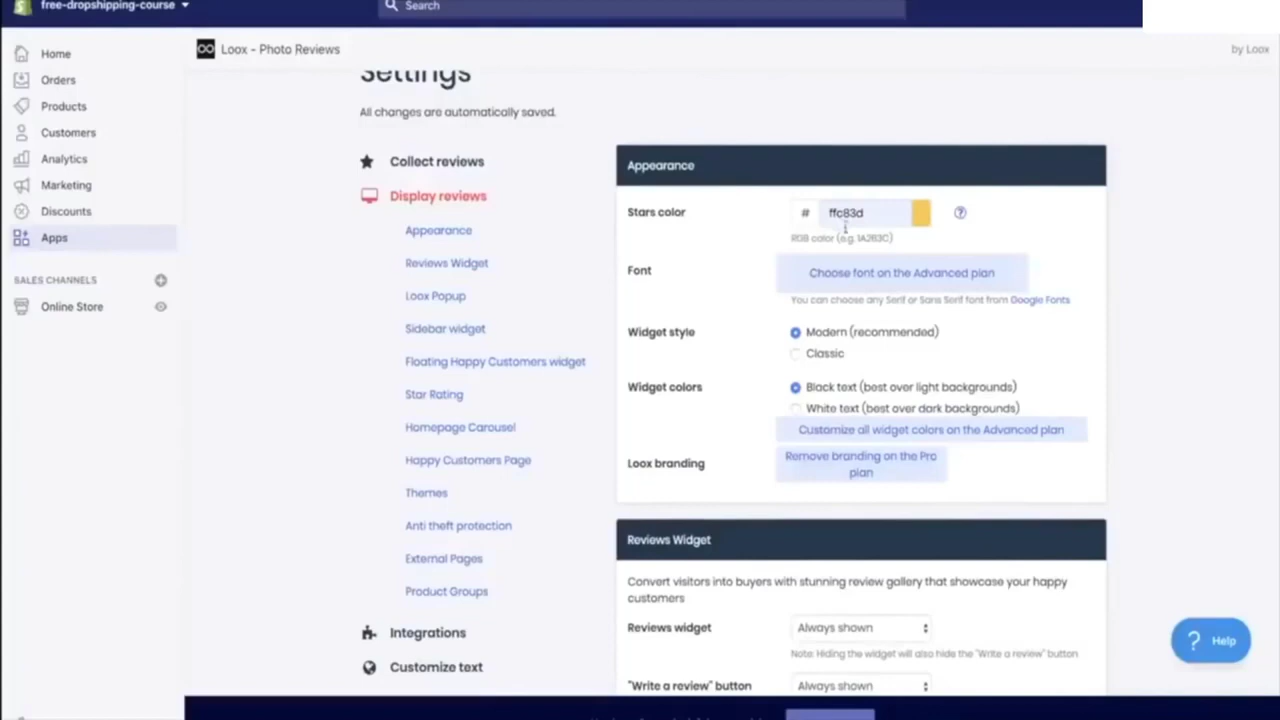 free-dropshipping-course
Search
Home
Orders
Products
Customers
Analytics
Marketing
Discounts
Apps
SALES CHANNELS
Online Store
Loox - Photo Reviews
by Loox
Settings
All changes are automatically saved.
Collect reviews
Display reviews
Appearance
Reviews Widget
Loox Popup
Sidebar widget
Floating Happy Customers widget
Star Rating
Homepage Carousel
Happy Customers Page
Themes
Anti theft protection
External Pages
Product Groups
Integrations
Customize text
Appearance
Stars color
# ffc83d
?
RGB color (e.g. 1A2B3C)
Font
Choose font on the Advanced plan
You can choose any Serif or Sans Serif font from Google Fonts
Widget style
Modern (recommended)
Classic
Widget colors
Black text (best over light backgrounds)
White text (best over dark backgrounds)
Customize all widget colors on the Advanced plan
Loox branding
Remove branding on the Pro
plan
Reviews Widget
Convert visitors into buyers with stunning review gallery that showcase your happy
customers
Reviews widget
Always shown
Note: Hiding the widget will also hide the "Write a review" button
"Write a review" button
Always shown
? Help